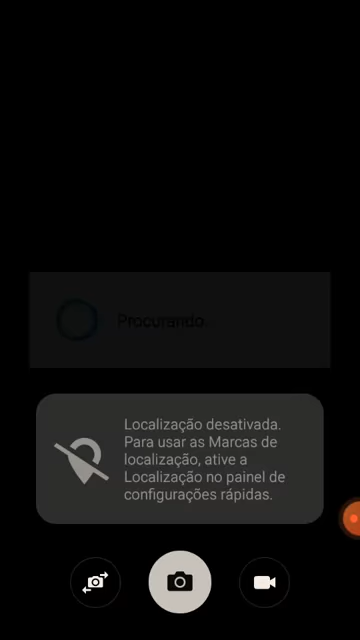 Procurando...
Localização desativada.
Para usar as Marcas de
localização, ative a
Localização no painel de
configurações rápidas.